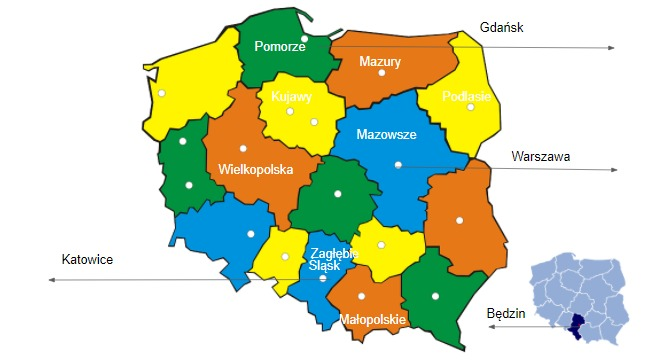 Gdańsk
Pomorze
Mazury
Kujawy
Podlasie
Mazowsze
Warszawa
Wielkopolska
Zagłębie
Katowice
Śląsk
Będzin
Małopolskie